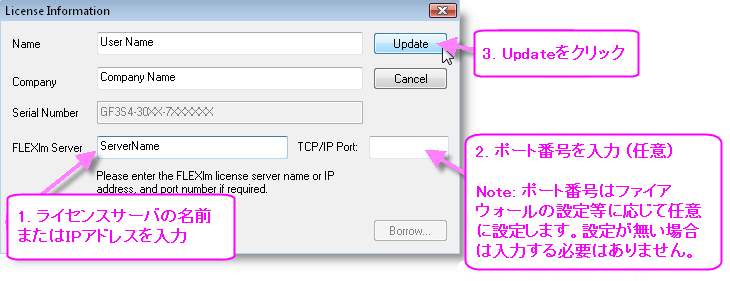 License Information
Name
User Name
Update
3. Updateをクリック
Company
Company Name
Cancel
Serial Number
GF3S4-30XX-7XXXXXX
FLEXlm Server
ServerName
TCP/IP Port:
Please enter the FLEXlm license server name or IP
address, and port number if required.
1. ライセンスサーバの名前
またはIPアドレスを入力
2. ポート番号を入力 (任意)
Note: ポート番号はファイア
ウォールの設定等に応じて任意
に設定します。設定が無い場合
は入力する必要はありません。
Borrow...